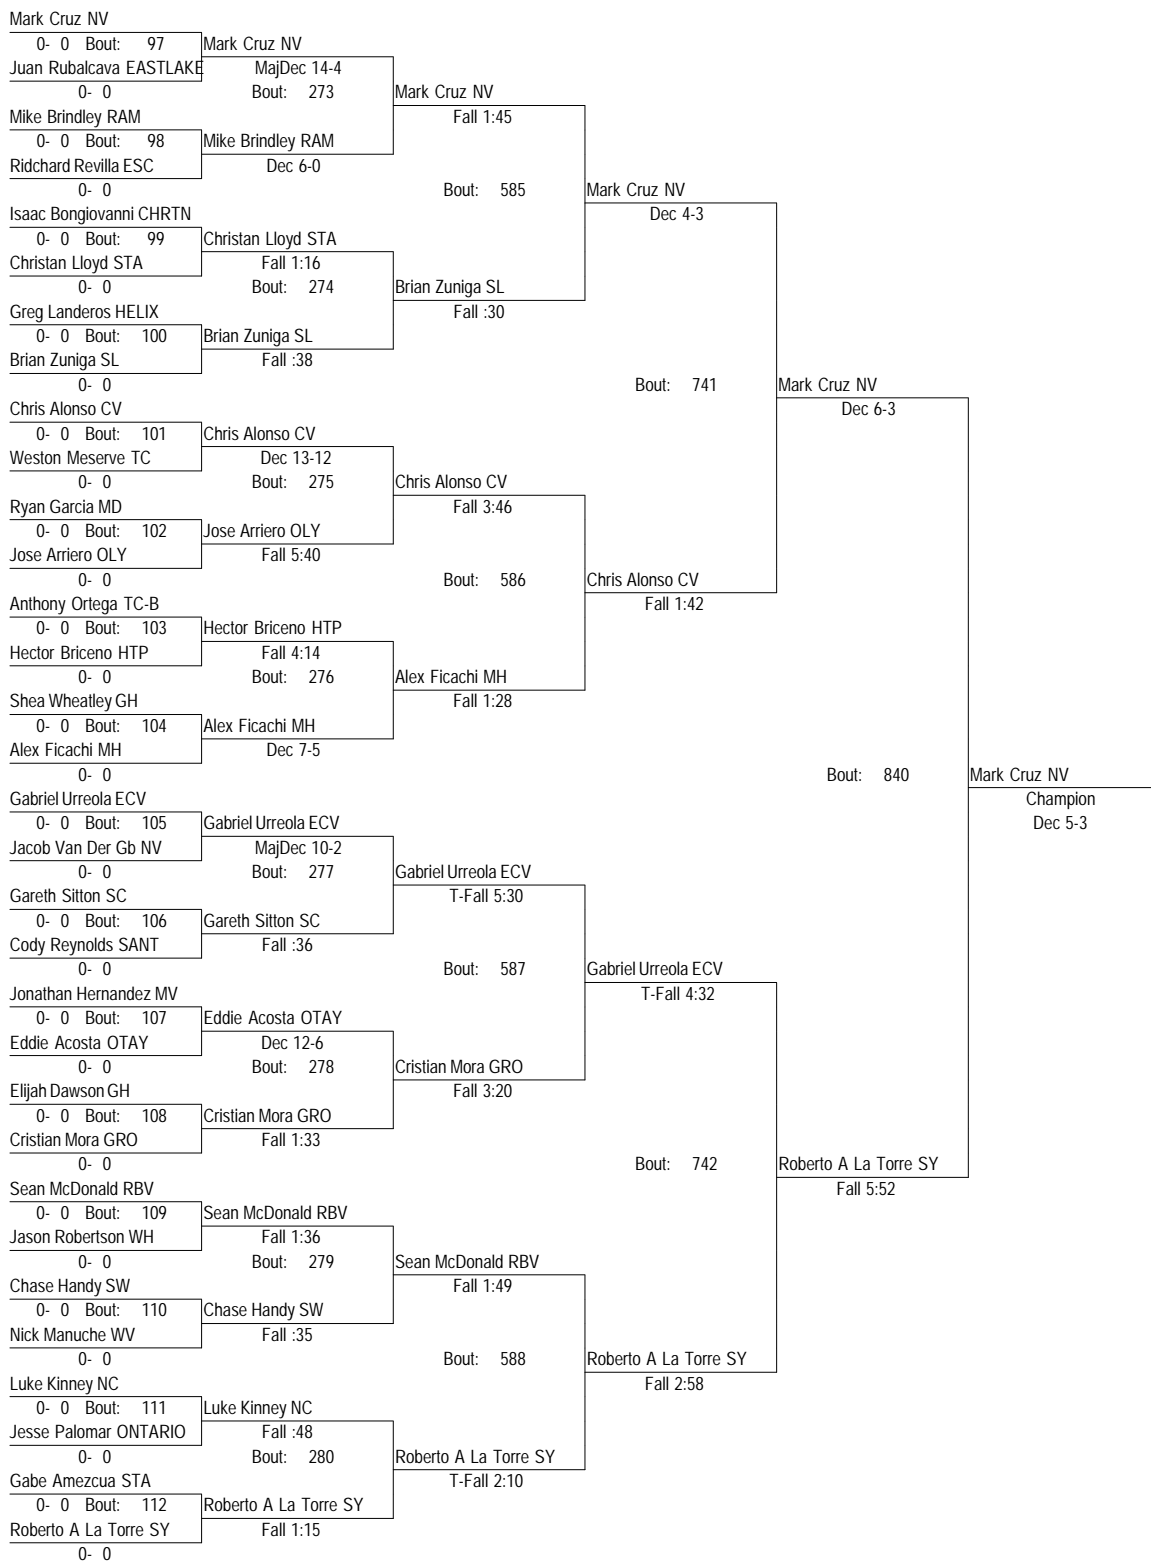 Mark Cruz NV
0- 0 Bout: 97 Mark Cruz NV
Juan Rubalcava EASTLAKE MajDec 14-4
0- 0 Bout: 273 Mark Cruz NV
Mike Brindley RAM Fall 1:45
0- 0 Bout: 98 Mike Brindley RAM
Ridchard Revilla ESC Dec 6-0
0- 0 Bout: 585 Mark Cruz NV
Isaac Bongiovanni CHRTN Dec 4-3
0- 0 Bout: 99 Christan Lloyd STA
Christan Lloyd STA Fall 1:16
0- 0 Bout: 274 Brian Zuniga SL
Greg Landeros HELIX Fall :30
0- 0 Bout: 100 Brian Zuniga SL
Brian Zuniga SL Fall :38
0- 0 Bout: 741 Mark Cruz NV
Chris Alonso CV Dec 6-3
0- 0 Bout: 101 Chris Alonso CV
Weston Meserve TC Dec 13-12
0- 0 Bout: 275 Chris Alonso CV
Ryan Garcia MD Fall 3:46
0- 0 Bout: 102 Jose Arriero OLY
Jose Arriero OLY Fall 5:40
0- 0 Bout: 586 Chris Alonso CV
Anthony Ortega TC-B Fall 1:42
0- 0 Bout: 103 Hector Briceno HTP
Hector Briceno HTP Fall 4:14
0- 0 Bout: 276 Alex Ficachi MH
Shea Wheatley GH Fall 1:28
0- 0 Bout: 104 Alex Ficachi MH
Alex Ficachi MH Dec 7-5
0- 0 Bout: 840 Mark Cruz NV
Gabriel Urreola ECV Champion
0- 0 Bout: 105 Gabriel Urreola ECV Dec 5-3
Jacob Van Der Gb NV MajDec 10-2
0- 0 Bout: 277 Gabriel Urreola ECV
Gareth Sitton SC T-Fall 5:30
0- 0 Bout: 106 Gareth Sitton SC
Cody Reynolds SANT Fall :36
0- 0 Bout: 587 Gabriel Urreola ECV
Jonathan Hernandez MV T-Fall 4:32
0- 0 Bout: 107 Eddie Acosta OTAY
Eddie Acosta OTAY Dec 12-6
0- 0 Bout: 278 Cristian Mora GRO
Elijah Dawson GH Fall 3:20
0- 0 Bout: 108 Cristian Mora GRO
Cristian Mora GRO Fall 1:33
0- 0 Bout: 742 Roberto A La Torre SY
Sean McDonald RBV Fall 5:52
0- 0 Bout: 109 Sean McDonald RBV
Jason Robertson WH Fall 1:36
0- 0 Bout: 279 Sean McDonald RBV
Chase Handy SW Fall 1:49
0- 0 Bout: 110 Chase Handy SW
Nick Manuche WV Fall :35
0- 0 Bout: 588 Roberto A La Torre SY
Luke Kinney NC Fall 2:58
0- 0 Bout: 111 Luke Kinney NC
Jesse Palomar ONTARIO Fall :48
0- 0 Bout: 280 Roberto A La Torre SY
Gabe Amezcua STA T-Fall 2:10
0- 0 Bout: 112 Roberto A La Torre SY
Roberto A La Torre SY Fall 1:15
0- 0